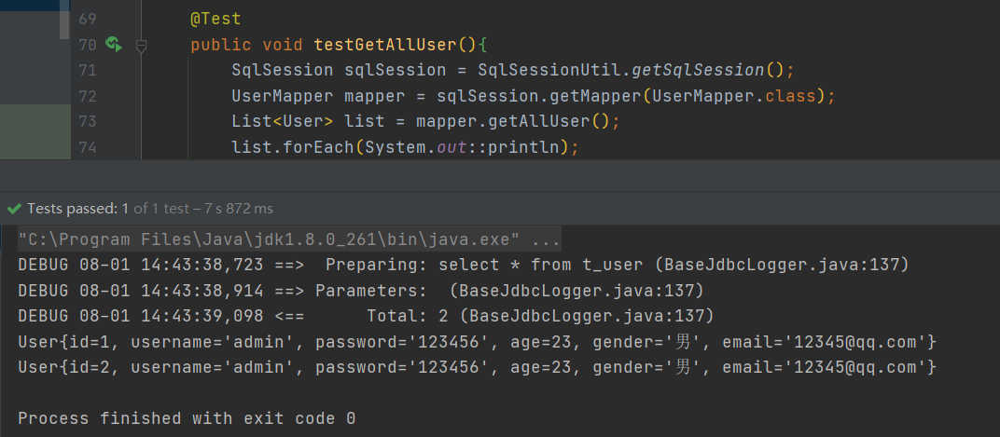 69 @Test
70 public void testGetAllUser(){
71 SqlSession sqlSession = SqlSessionUtil.getSqlSession();
72 UserMapper mapper = sqlSession.getMapper(UserMapper.class);
73 List<User> list = mapper.getAllUser();
74 list.forEach(System.out::println);
Tests passed: 1 of 1 test – 7 s 872 ms
"C:\Program Files\Java\jdk1.8.0_261\bin\java.exe" ...
DEBUG 08-01 14:43:38,723 ==>  Preparing: select * from t_user (BaseJdbcLogger.java:137)
DEBUG 08-01 14:43:38,914 ==> Parameters:  (BaseJdbcLogger.java:137)
DEBUG 08-01 14:43:39,098 <==      Total: 2 (BaseJdbcLogger.java:137)
User{id=1, username='admin', password='123456', age=23, gender='男', email='12345@qq.com'}
User{id=2, username='admin', password='123456', age=23, gender='男', email='12345@qq.com'}
Process finished with exit code 0